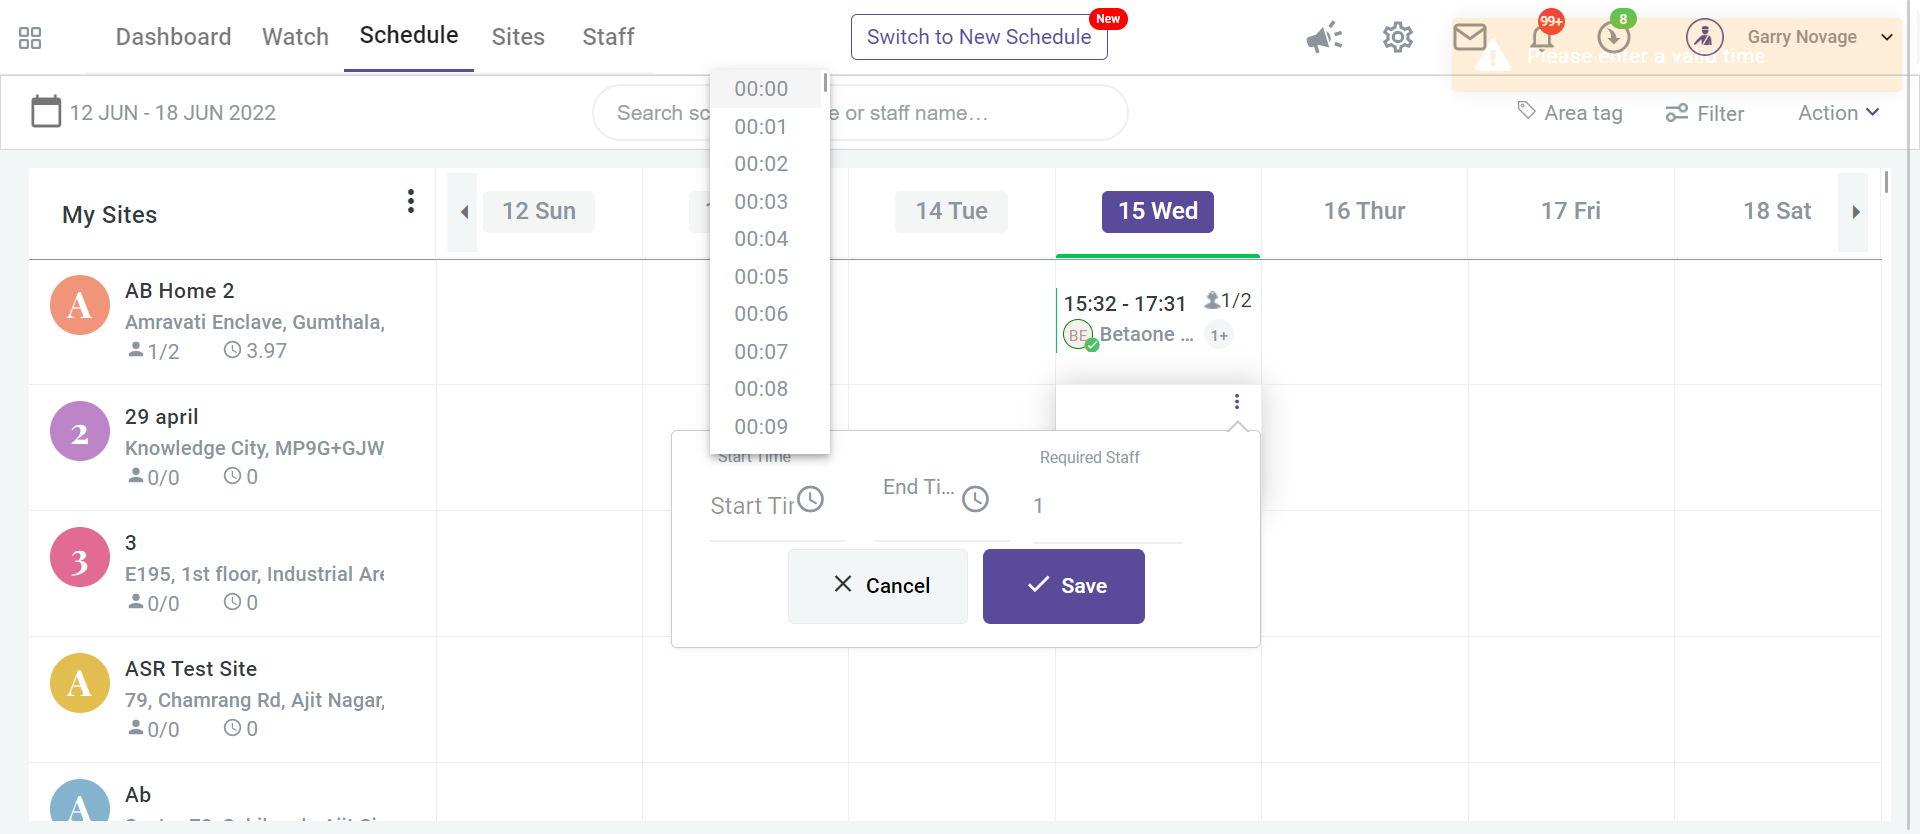 Dashboard
Watch
Schedule
Sites
Staff
Switch to New Schedule
New
99+
8
Garry Novage
Please enter a valid time
12 JUN - 18 JUN 2022
Search sc
e or staff name...
Area tag
Filter
Action
00:00
00:01
00:02
00:03
00:04
00:05
00:06
00:07
00:08
00:09
My Sites
12 Sun
14 Tue
15 Wed
16 Thur
17 Fri
18 Sat
A
AB Home 2
Amravati Enclave, Gumthala,
1/2
3.97
15:32 - 17:31
1/2
BE
Betaone ...
1+
2
29 april
Knowledge City, MP9G+GJW
0/0
0
Start Time
Start Tir
End Ti...
Required Staff
1
Cancel
Save
3
3
E195, 1st floor, Industrial Are
0/0
0
A
ASR Test Site
79, Chamrang Rd, Ajit Nagar,
0/0
0
A
Ab